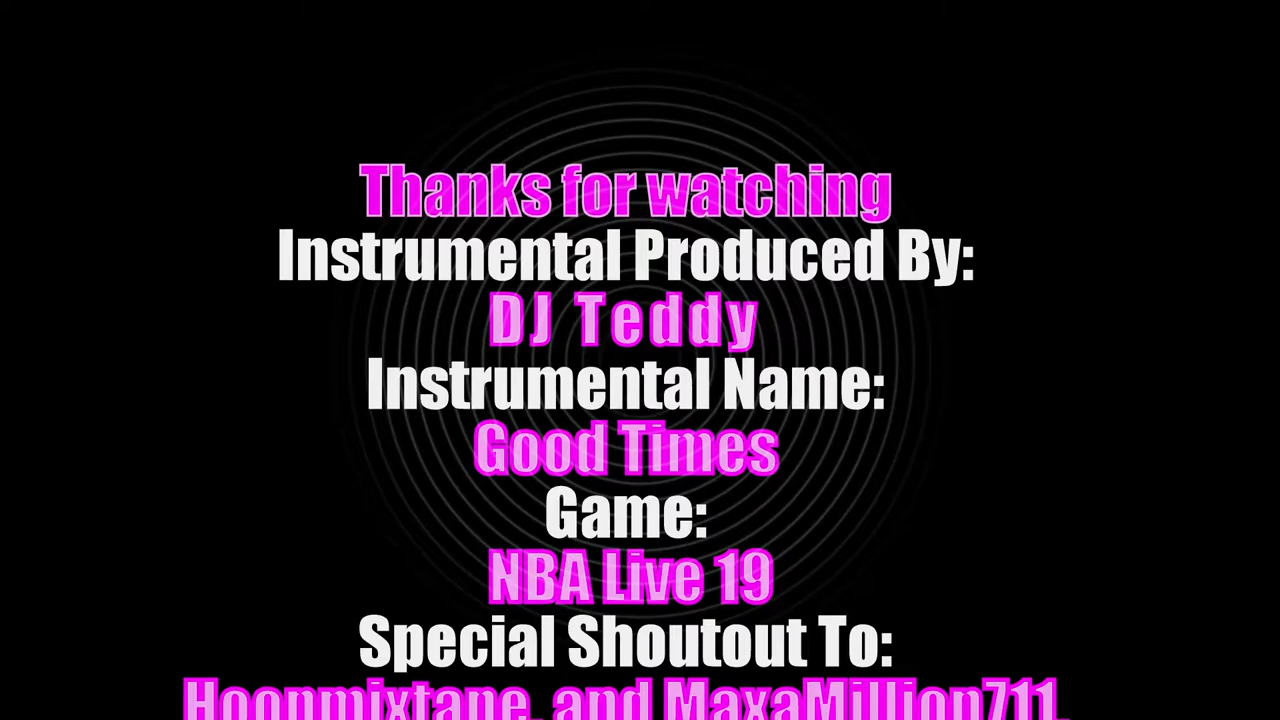 Thanks for watching
Instrumental Produced By:
DJ Teddy
Instrumental Name:
Good Times
Game:
NBA Live 19
Special Shoutout To:
Hoopmixtape, and MaxaMillion711,